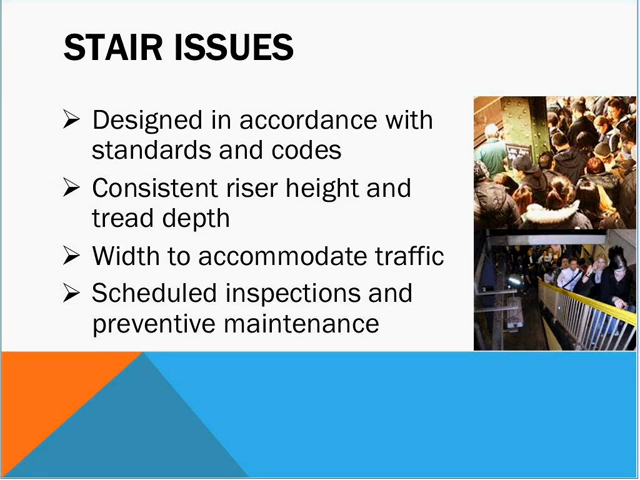 STAIR ISSUES
➢ Designed in accordance with
standards and codes
➢ Consistent riser height and
tread depth
➢ Width to accommodate traffic
➢ Scheduled inspections and
preventive maintenance